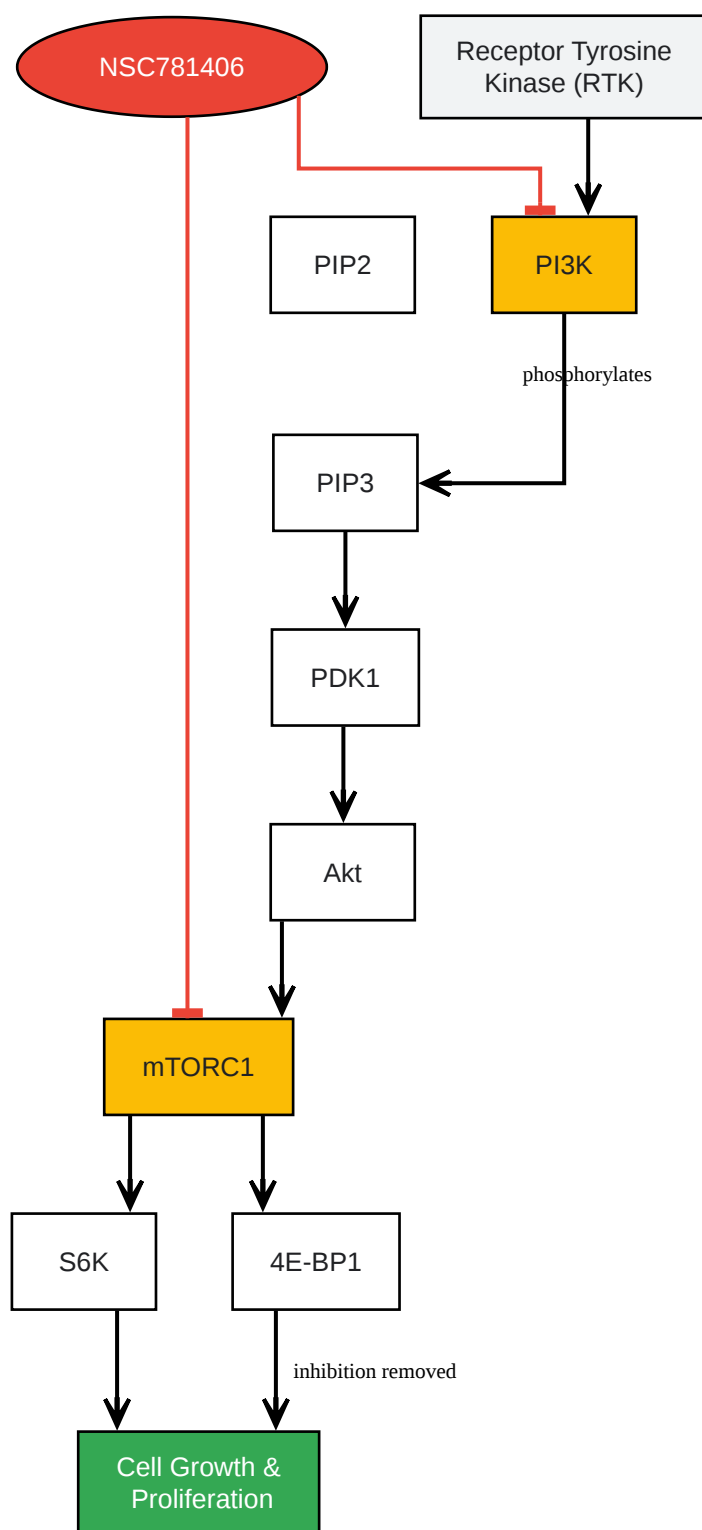 NSC781406
Receptor Tyrosine
Kinase (RTK)
PIP2
PI3K
phosphorylates
PIP3
PDK1
Akt
mTORC1
S6K
4E-BP1
inhibition removed
Cell Growth &
Proliferation